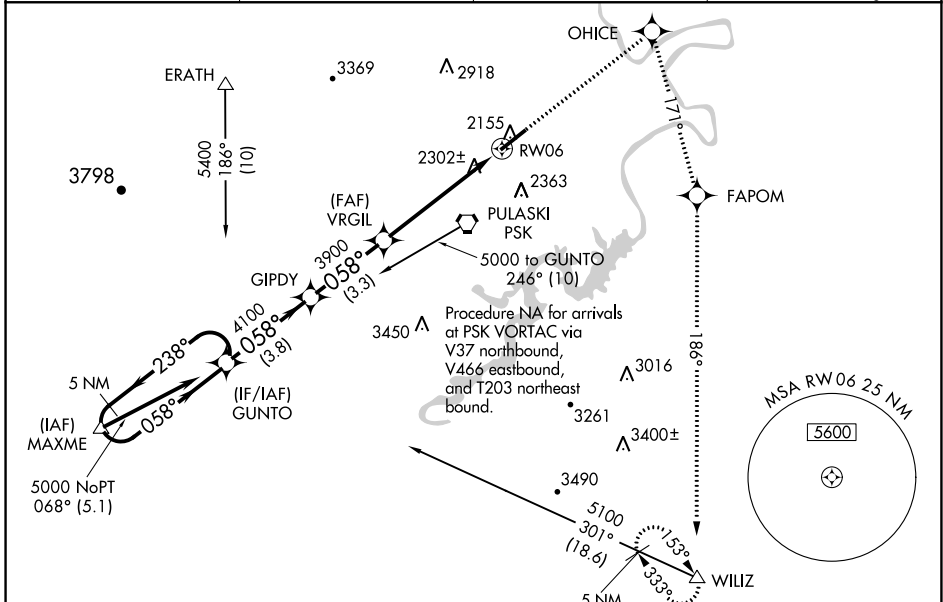 OHICE
ERATH
3369
2918
5400
186°
(10)
171°
2155
RW06
2302±
3798
2363
(FAF)
VRGIL
PULASKI
PSK
FAPOM
3900
058°
(3.3)
5000 to GUNTO
246° (10)
GIPDY
4100
058°
(3.8)
3450
Procedure NA for arrivals
at PSK VORTAC via
V37 northbound,
V466 eastbound,
and T203 northeast
bound.
186°
238°
5 NM
058°
(IF/IAF)
GUNTO
3016
3261
MSA RW06 25 NM
5600
(IAF)
MAXME
3400±
5000 NoPT
068° (5.1)
3490
5100
301°
(18.6)
153°
333°
WILIZ
5 NM